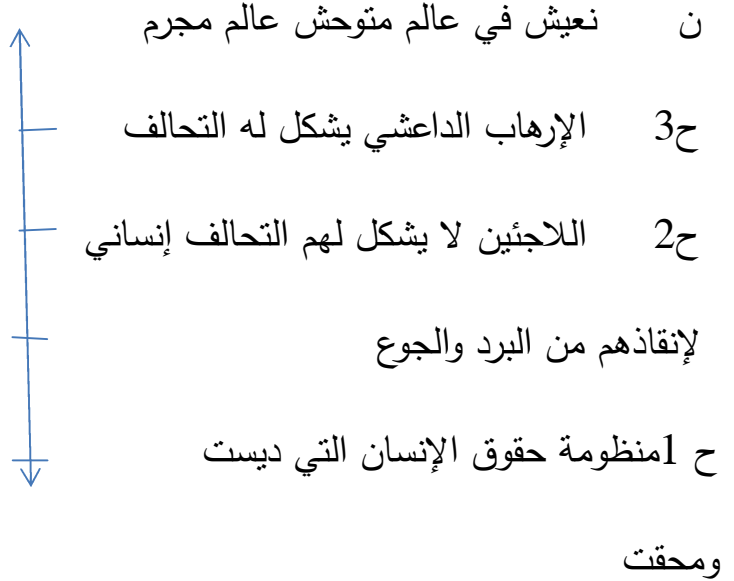 ن نعيش في عالم متوحش عالم مجرم
ح3 الإرهاب الداعشي يشكل له التحالف
ح2 اللاجئين لا يشكل لهم التحالف إنساني
لإنقاذهم من البرد والجوع
ح 1منظومة حقوق الإنسان التي ديست
ومحقت